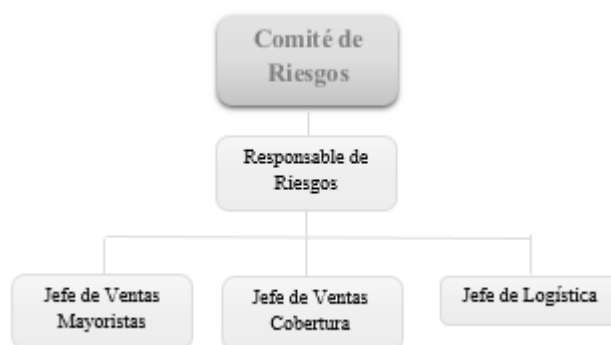 Comité de
Riesgos
Responsable de
Riesgos
Jefe de Ventas
Mayoristas
Jefe de Ventas
Cobertura
Jefe de Logística